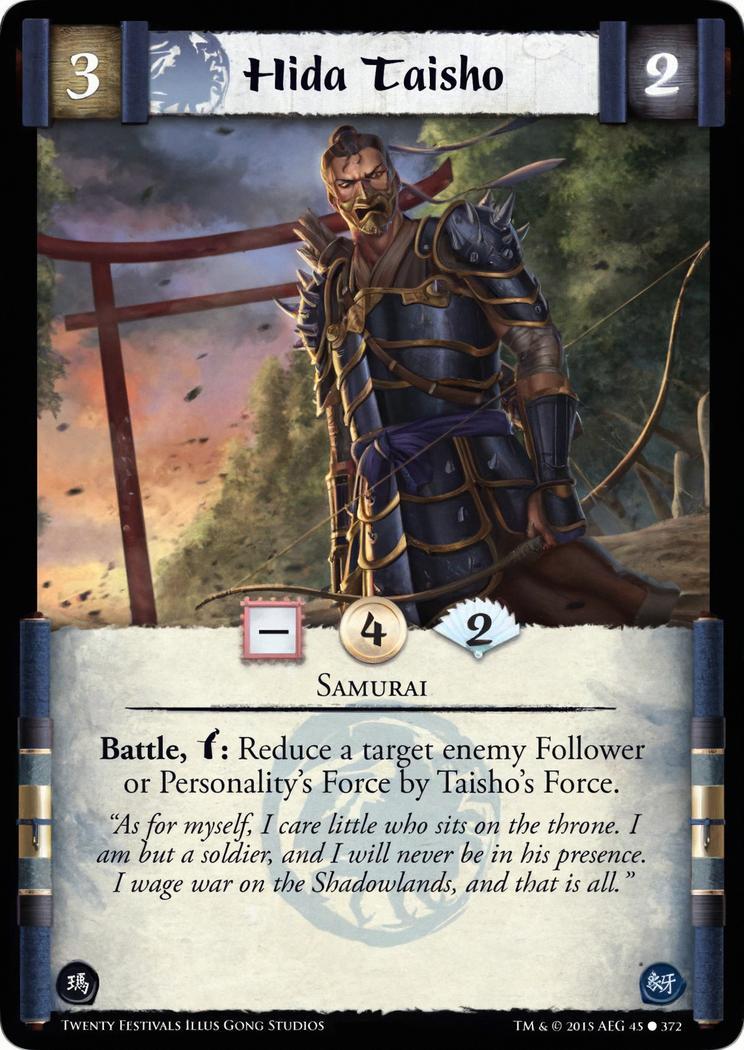 3 Hida Taisho 2
– 4 2
Samurai
Battle, : Reduce a target enemy Follower
or Personality's Force by Taisho's Force.
“As for myself, I care little who sits on the throne. I
am but a soldier, and I will never be in his presence.
I wage war on the Shadowlands, and that is all.”
瑪
Twenty Festivals Illus Gong Studios
TM & © 2015 AEG 45 ● 372